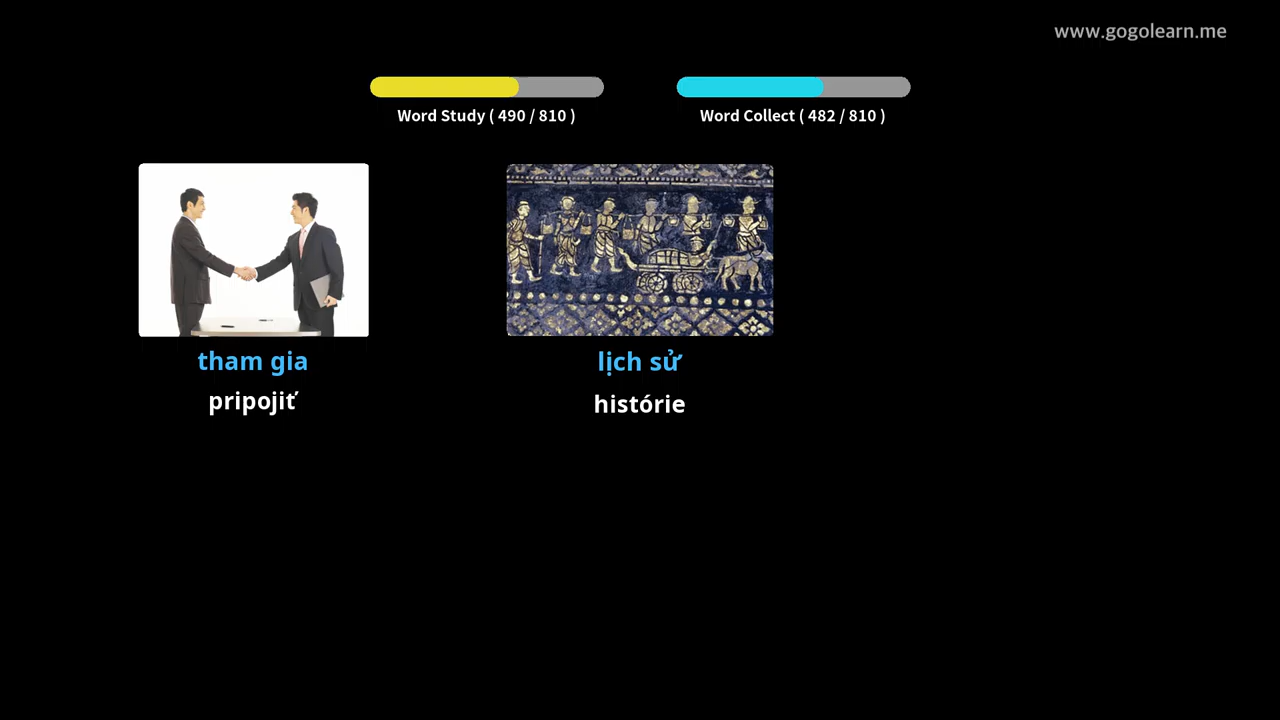 www.gogolearn.me
Word Study ( 490 / 810 )
Word Collect ( 482 / 810 )
tham gia
lịch sử
pripojiť
histórie